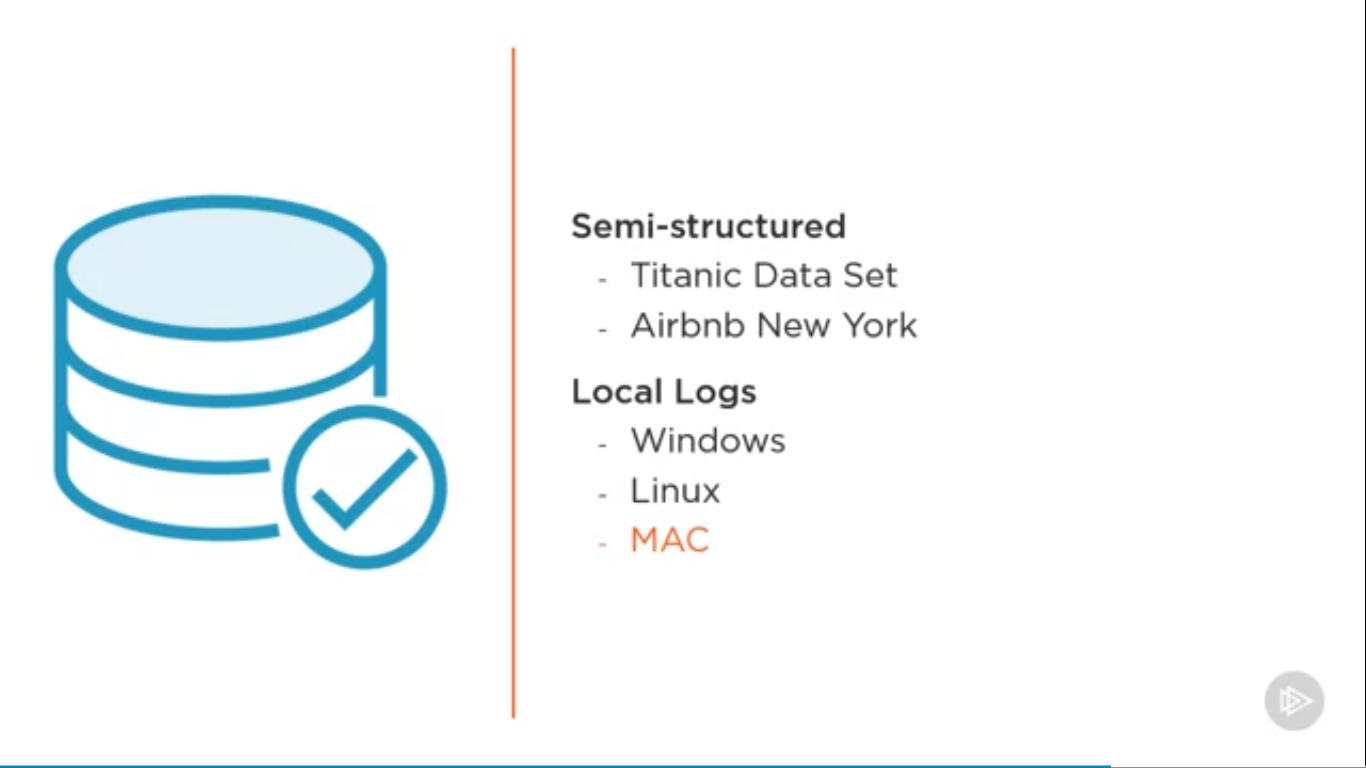 Semi-structured
- Titanic Data Set
- Airbnb New York
Local Logs
- Windows
- Linux
- MAC